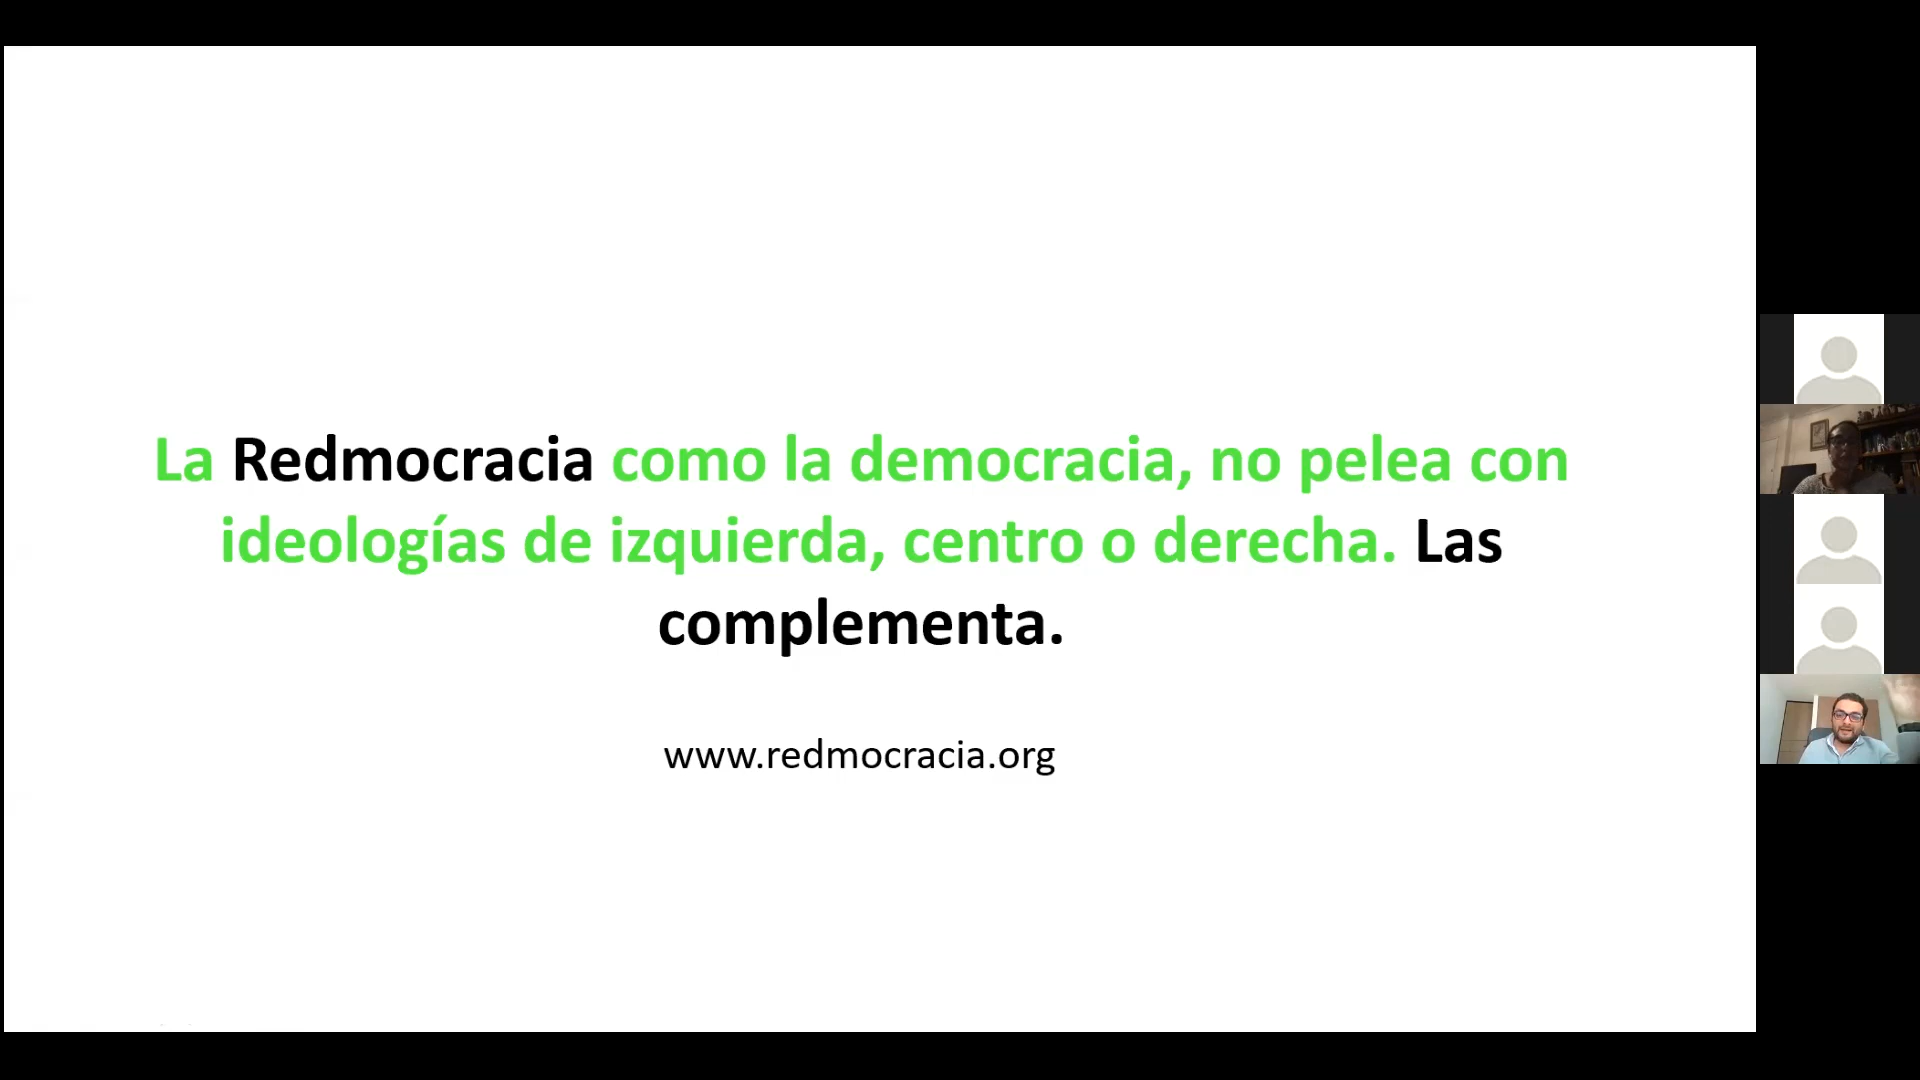 La Redmocracia como la democracia, no pelea con
ideologías de izquierda, centro o derecha. Las
complementa.
www.redmocracia.org